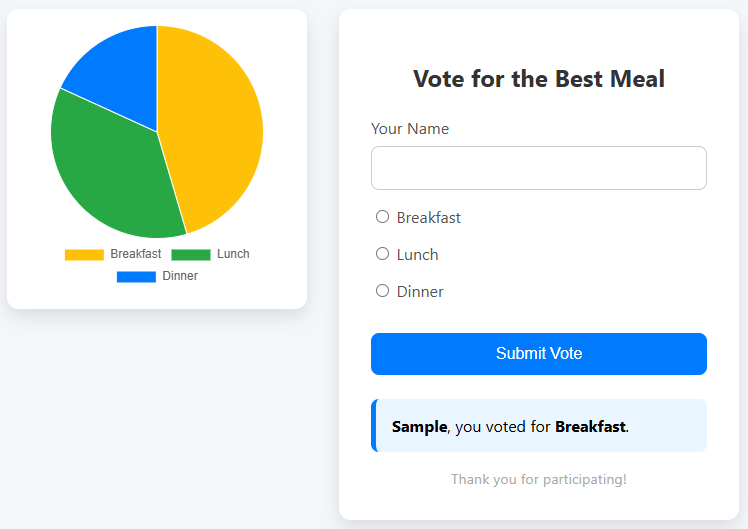 Breakfast Lunch
Dinner
Vote for the Best Meal
Your Name
Breakfast
Lunch
Dinner
Submit Vote
Sample, you voted for Breakfast.
Thank you for participating!